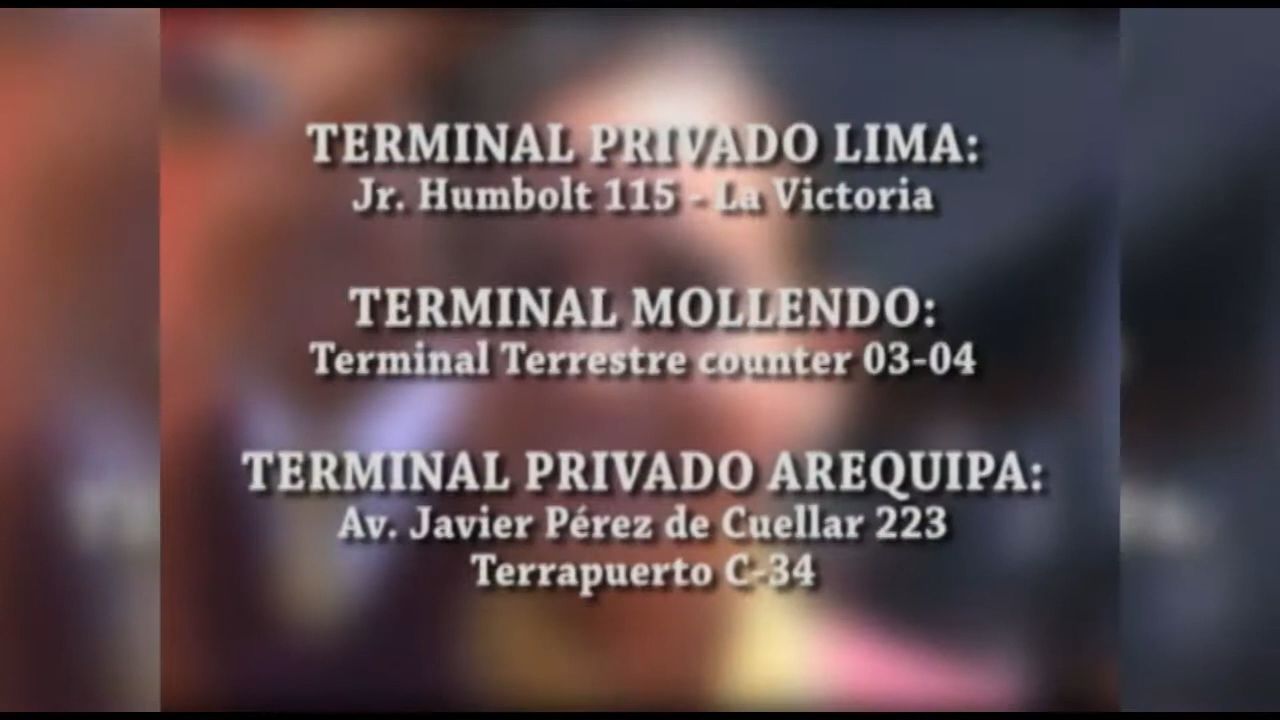 TERMINAL PRIVADO LIMA:
Jr. Humbolt 115 - La Victoria
TERMINAL MOLLENDO:
Terminal Terrestre counter 03-04
TERMINAL PRIVADO AREQUIPA:
Av. Javier Pérez de Cuellar 223
Terrapuerto C-34